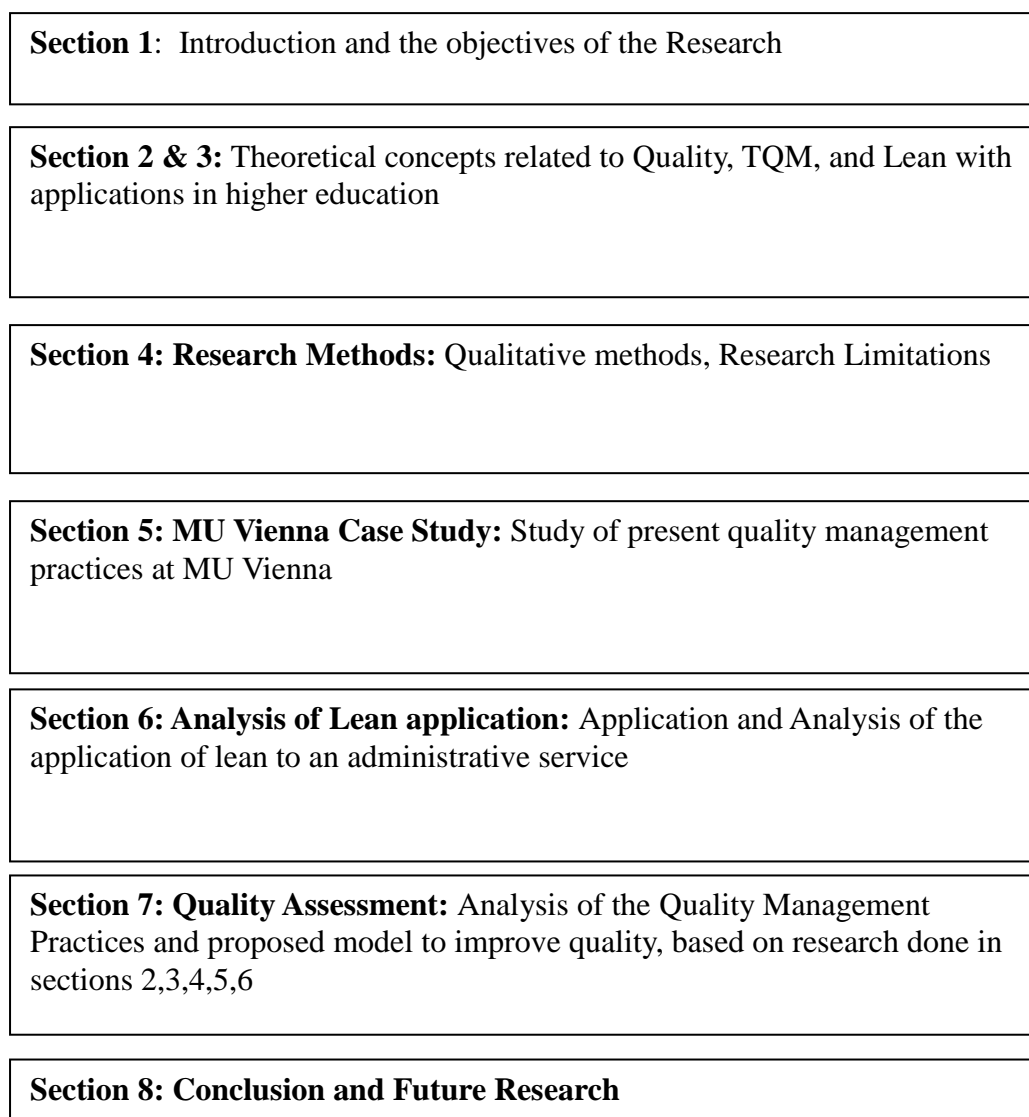 Section 1:  Introduction and the objectives of the Research
Section 2 & 3: Theoretical concepts related to Quality, TQM, and Lean with
applications in higher education
Section 4: Research Methods: Qualitative methods, Research Limitations
Section 5: MU Vienna Case Study: Study of present quality management
practices at MU Vienna
Section 6: Analysis of Lean application: Application and Analysis of the
application of lean to an administrative service
Section 7: Quality Assessment: Analysis of the Quality Management
Practices and proposed model to improve quality, based on research done in
sections 2,3,4,5,6
Section 8: Conclusion and Future Research